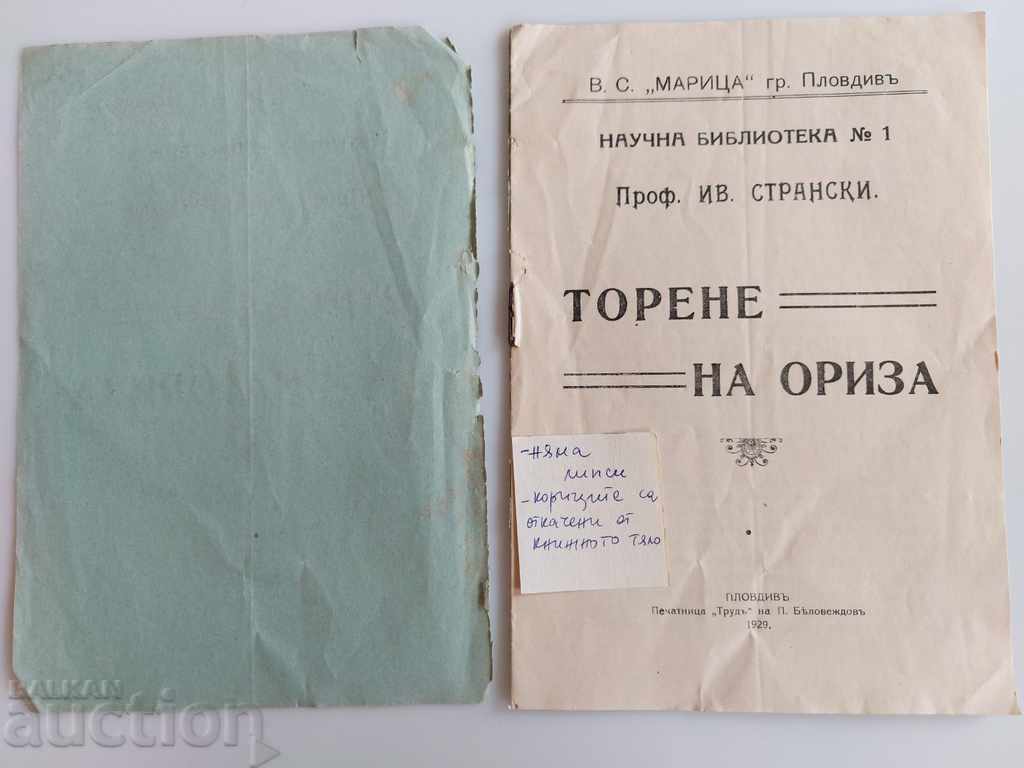 В. С. „МАРИЦА“ гр. Пловдивъ
НАУЧНА БИБЛИОТЕКА № 1
Проф. ИВ. СТРАНСКИ.
ТОРЕНЕ
НА ОРИЗА
-няма
липси
-кориците са
откачени от
книжното тяло
ПЛОВДИВЪ
Печатница „Трудъ“ на П. Бѣловеждовъ
1929.
BALKAN
auction